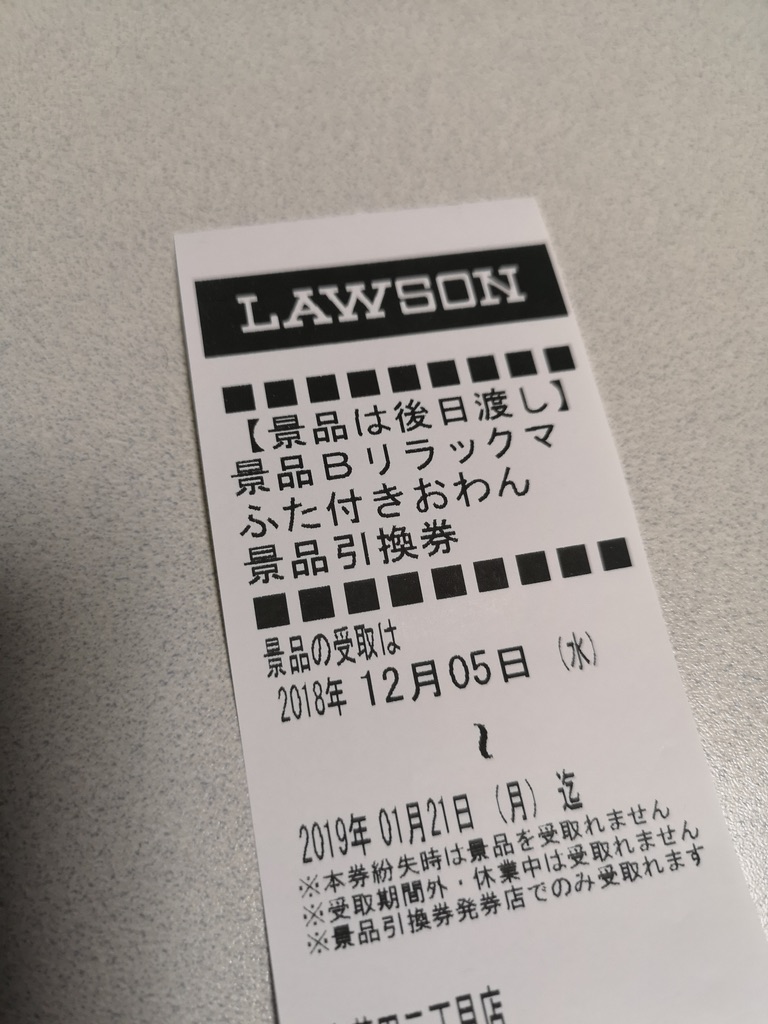 LAWSON
■■■■■■■■■
【景品は後日渡し】
景品Bリラックマ
ふた付きおわん
景品引換券
■■■■■■■■■
景品の受取は
2018年 12月05日 (水)
~
2019年 01月21日 (月) 迄
※本券紛失時は景品を受取れません
※受取期間外・休業中は受取れません
※景品引換券発券店でのみ受取れます
二丁目店